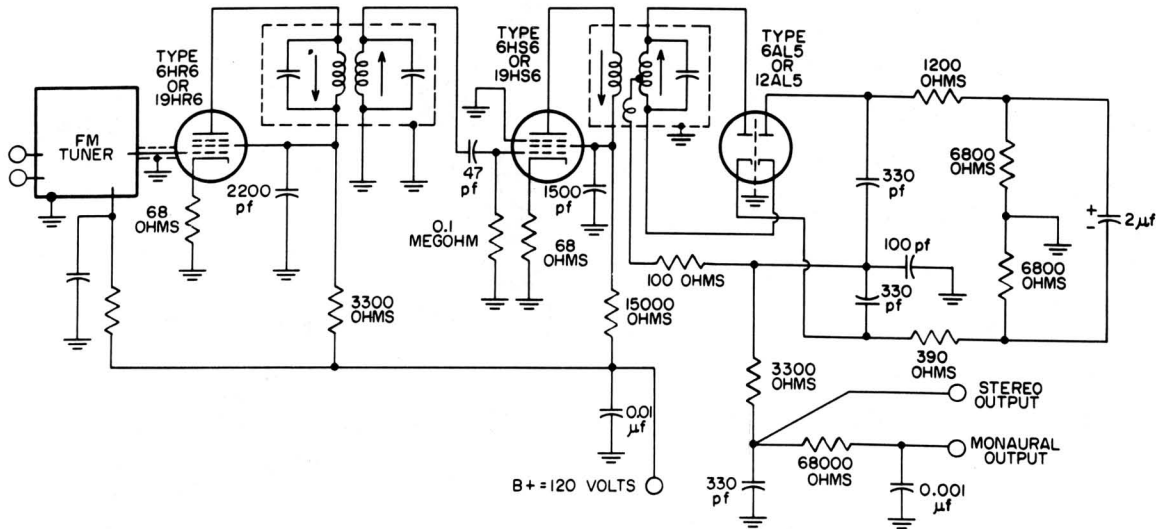 TYPE
6HR6
OR
19HR6
FM
TUNER
68
OHMS
2200
pf
3300
OHMS
TYPE
6HS6
OR
19HS6
47
pf
0.1
MEGOHM
1500
pf
68
OHMS
15000
OHMS
0.01
µf
B+ = 120 VOLTS
TYPE
6AL5
OR
12AL5
100 OHMS
1200
OHMS
330
pf
100 pf
330
pf
6800
OHMS
6800
OHMS
+
-
2 µf
390
OHMS
3300
OHMS
STEREO
OUTPUT
MONAURAL
OUTPUT
68000
OHMS
330
pf
0.001
µf